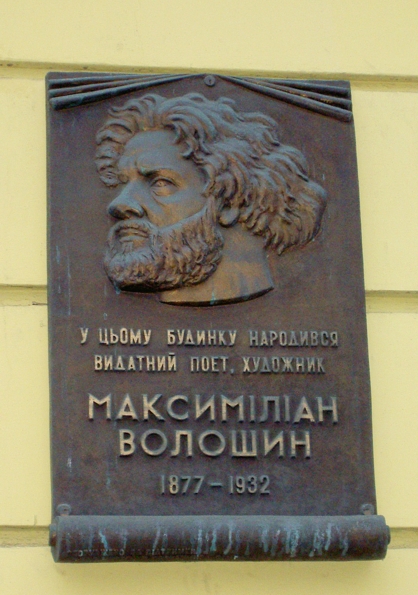 У ЦЬОМУ БУДИНКУ НАРОДИВСЯ
ВИДАТНИЙ ПОЕТ, ХУДОЖНИК
МАКСИМІЛІАН
ВОЛОШИН
1877-1932